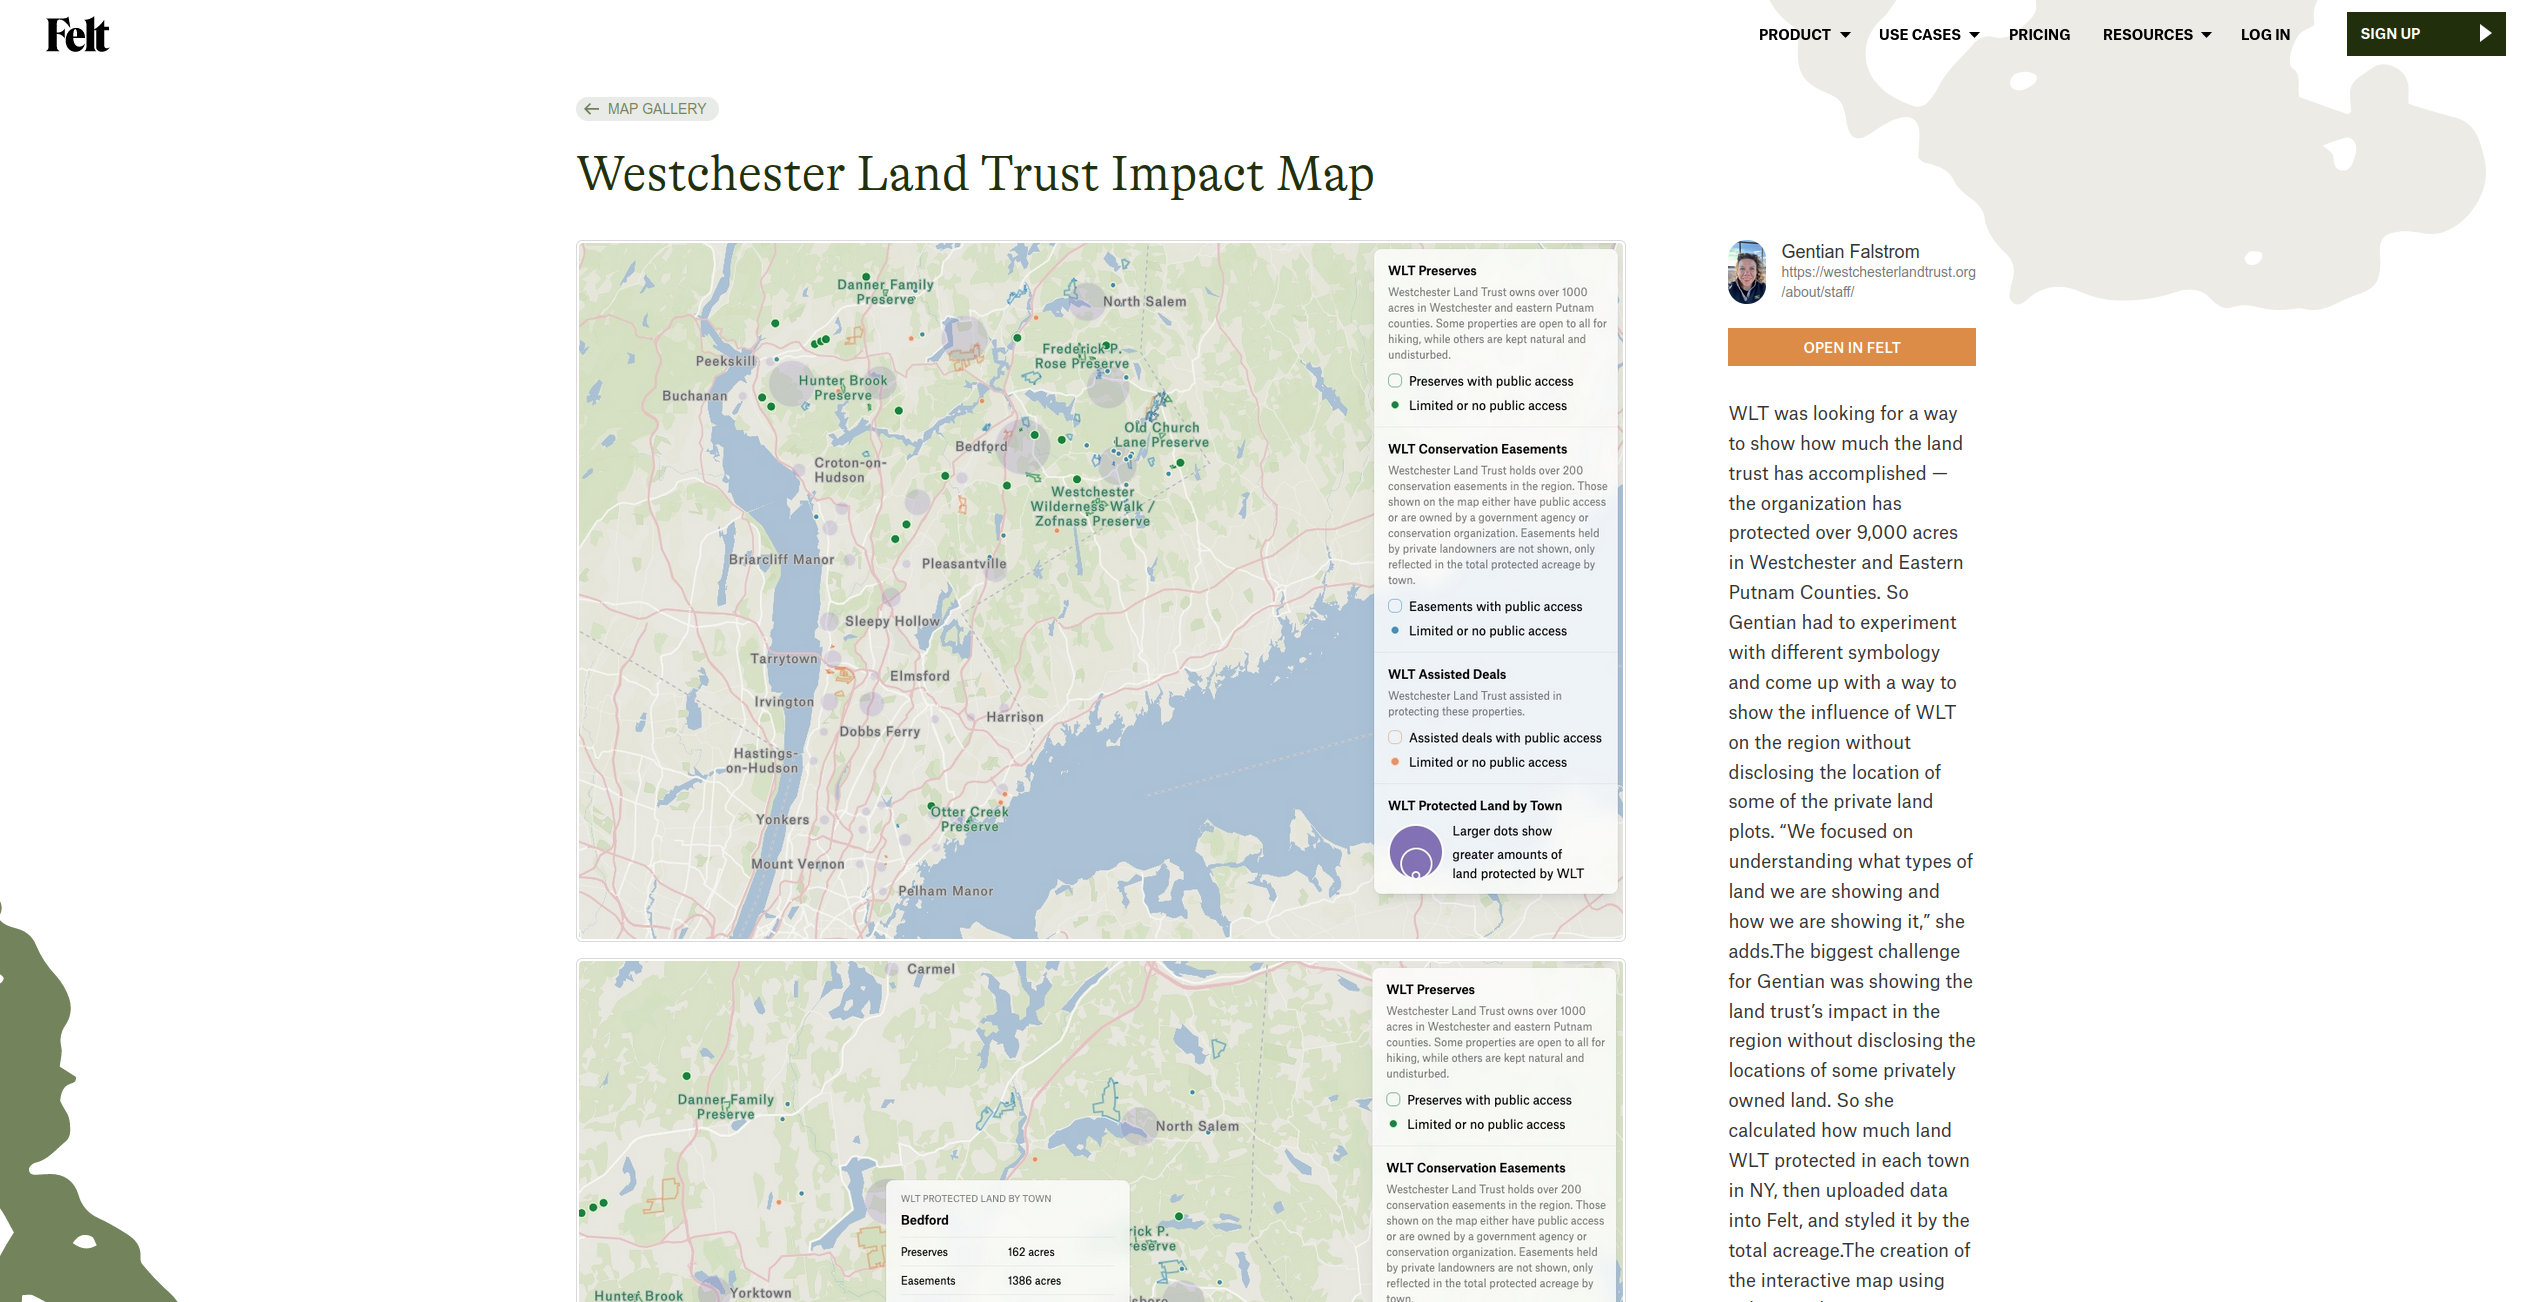 Felt
PRODUCT
USE CASES
PRICING
RESOURCES
LOG IN
SIGN UP
← MAP GALLERY
Westchester Land Trust Impact Map
Danner Family
Preserve
North Salem
Peekskill
Frederick P.
Rose Preserve
Hunter Brook
Preserve
Buchanan
Old Church
Lane Preserve
Bedford
Croton-on-
Hudson
Westchester
Wilderness Walk /
Zofnass Preserve
Briarcliff Manor
Pleasantville
Sleepy Hollow
Tarrytown
Elmsford
Irvington
Harrison
Dobbs Ferry
Hastings-
on-Hudson
Otter Creek
Preserve
Yonkers
Mount Vernon
Pelham Manor
WLT Preserves
Westchester Land Trust owns over 1000
acres in Westchester and eastern Putnam
counties. Some properties are open to all for
hiking, while others are kept natural and
undisturbed.
Preserves with public access
Limited or no public access
WLT Conservation Easements
Westchester Land Trust holds over 200
conservation easements in the region. Those
shown on the map either have public access
or are owned by a government agency or
conservation organization. Easements held
by private landowners are not shown, only
reflected in the total protected acreage by
town.
Easements with public access
Limited or no public access
WLT Assisted Deals
Westchester Land Trust assisted in
protecting these properties.
Assisted deals with public access
Limited or no public access
WLT Protected Land by Town
Larger dots show
greater amounts of
land protected by WLT
Carmel
Danner Family
Preserve
North Salem
WLT PROTECTED LAND BY TOWN
Bedford
Preserves 162 acres
Easements 1386 acres
rick P.
reserve
Hunter Brook
Yorktown
WLT Preserves
Westchester Land Trust owns over 1000
acres in Westchester and eastern Putnam
counties. Some properties are open to all for
hiking, while others are kept natural and
undisturbed.
Preserves with public access
Limited or no public access
WLT Conservation Easements
Westchester Land Trust holds over 200
conservation easements in the region. Those
shown on the map either have public access
or are owned by a government agency or
conservation organization. Easements held
by private landowners are not shown, only
reflected in the total protected acreage by
town.
Gentian Falstrom
https://westchesterlandtrust.org
/about/staff/
OPEN IN FELT
WLT was looking for a way
to show how much the land
trust has accomplished —
the organization has
protected over 9,000 acres
in Westchester and Eastern
Putnam Counties. So
Gentian had to experiment
with different symbology
and come up with a way to
show the influence of WLT
on the region without
disclosing the location of
some of the private land
plots. “We focused on
understanding what types of
land we are showing and
how we are showing it,” she
adds.The biggest challenge
for Gentian was showing the
land trust’s impact in the
region without disclosing the
locations of some privately
owned land. So she
calculated how much land
WLT protected in each town
in NY, then uploaded data
into Felt, and styled it by the
total acreage.The creation of
the interactive map using